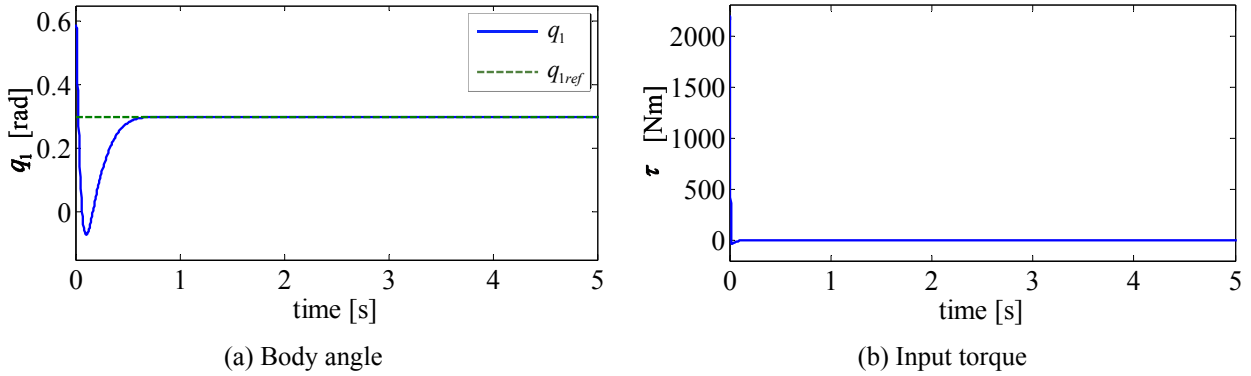 0.6
0.4
0.2
0
q₁ [rad]
q₁
q₁ref
0 1 2 3 4 5
time [s]
(a) Body angle
2000
1500
1000
500
0
τ [Nm]
0 1 2 3 4 5
time [s]
(b) Input torque